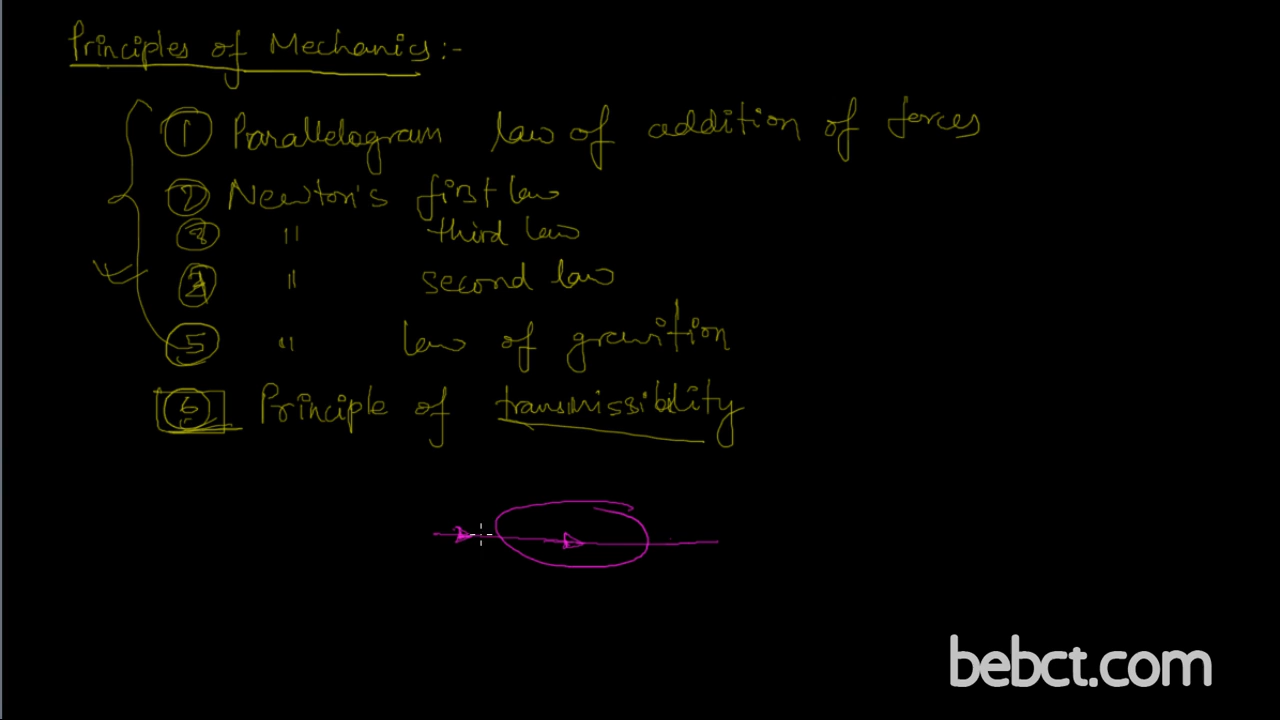 Principles of Mechanics:-
① Parallelogram law of addition of forces
② Newton's first law
③ " third law
" second law
⑤ " law of gravition
⑥ Principle of transmissibility
bebct.com